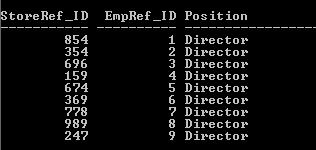 StoreRef_ID EmpRef_ID Position
----------- ---------- --------------------
854 1 Director
354 2 Director
696 3 Director
159 4 Director
674 5 Director
369 6 Director
778 7 Director
989 8 Director
247 9 Director